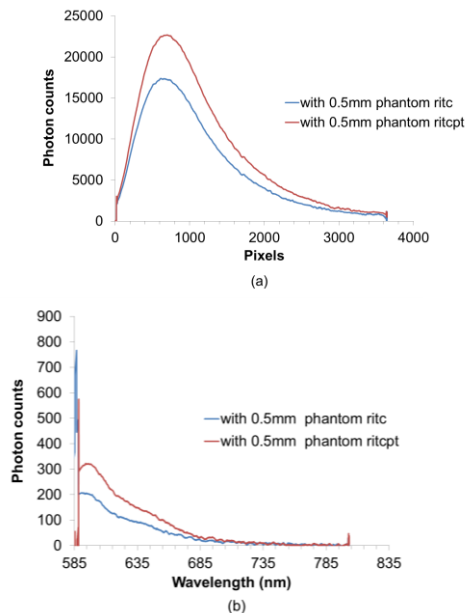 25000
20000
15000
10000
5000
0
Photon counts
with 0.5mm phantom ritc
with 0.5mm phantom ritcpt
0 1000 2000 3000 4000
Pixels
(a)
900
800
700
600
500
400
300
200
100
0
Photon counts
with 0.5mm phantom ritc
with 0.5mm phantom ritcpt
585 635 685 735 785 835
Wavelength (nm)
(b)